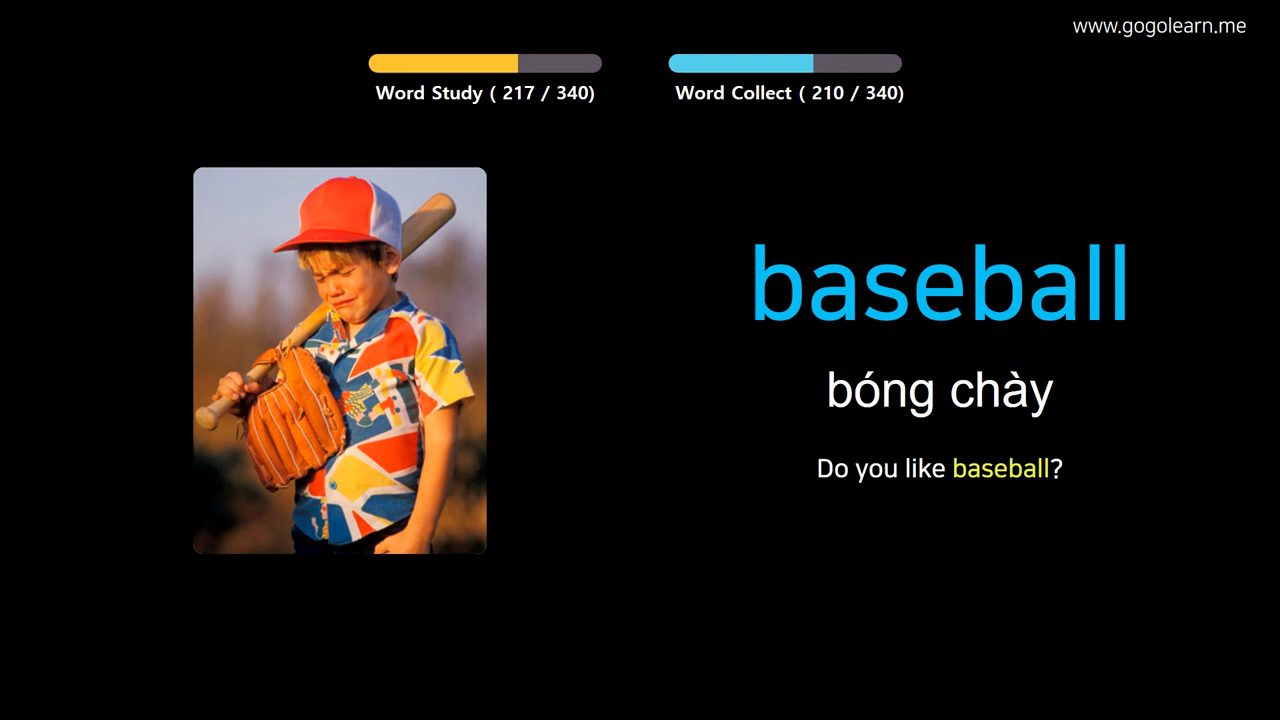 www.gogolearn.me
Word Study ( 217 / 340)
Word Collect ( 210 / 340)
baseball
bóng chày
Do you like baseball?